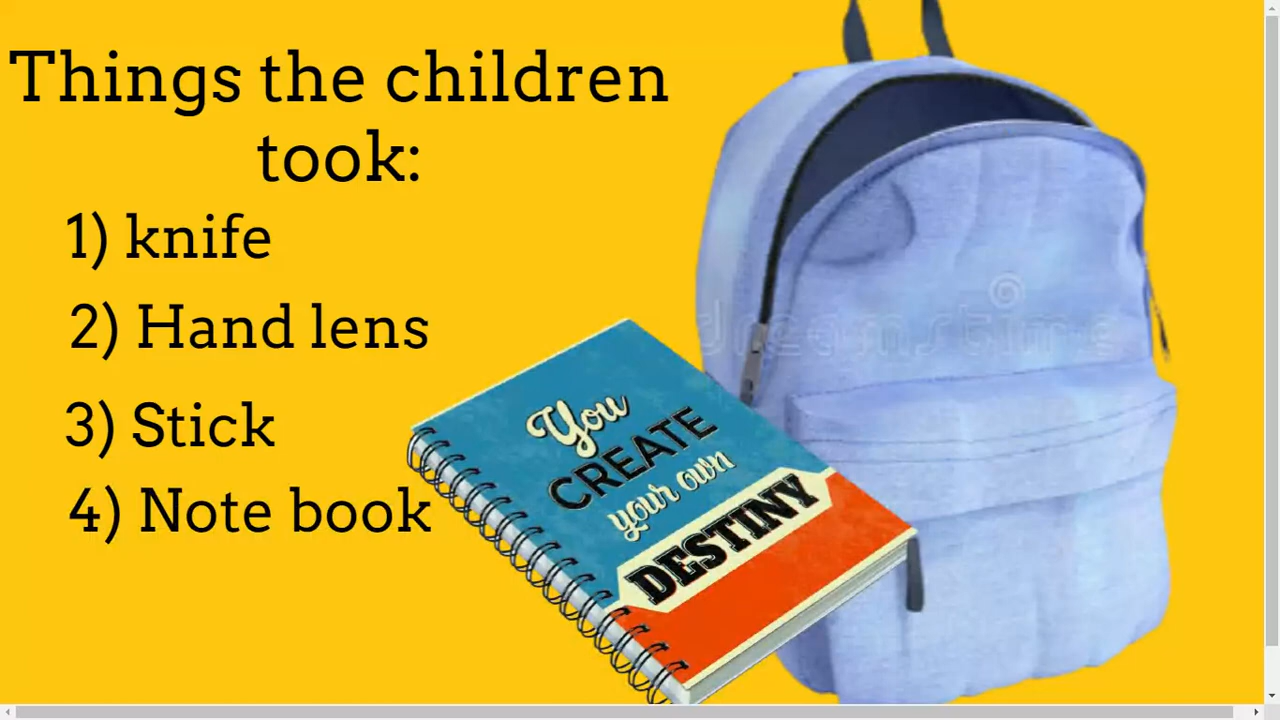 Things the children
took:
1) knife
2) Hand lens
3) Stick
4) Note book
You
CREATE
your own
DESTINY
dreamstime